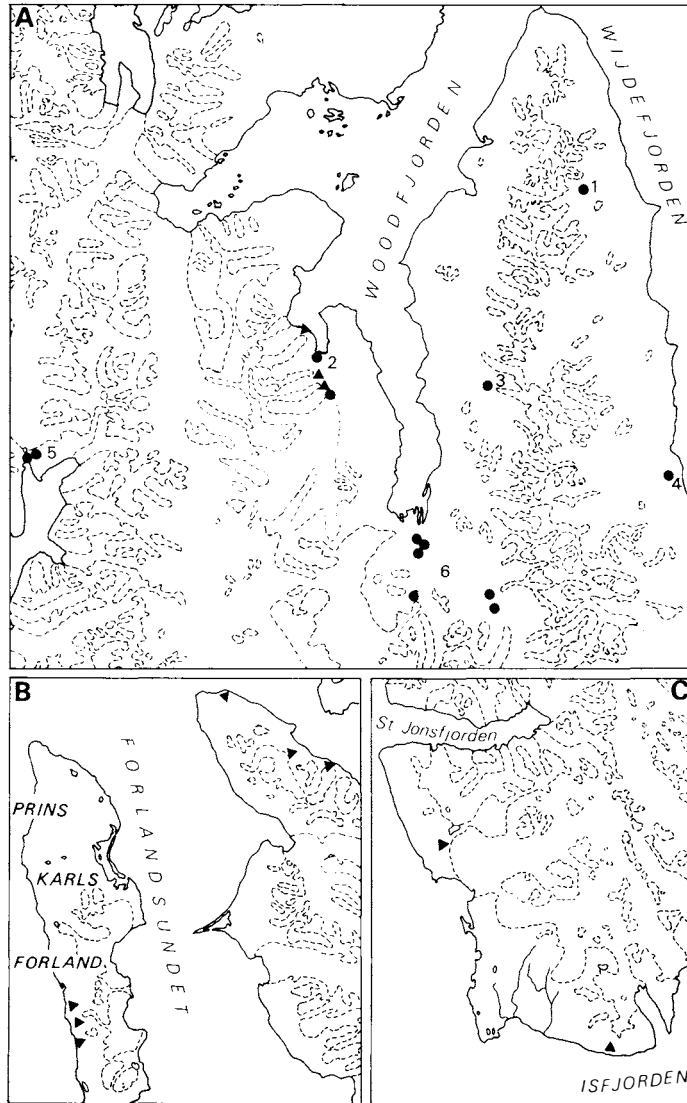 A
WOODFJORDEN
WIJDEFJORDEN
1
2
3
4
5
6
B
FORLANDSUNDET
PRINS
KARLS
FORLAND
C
St Jonsfjorden
ISFJORDEN